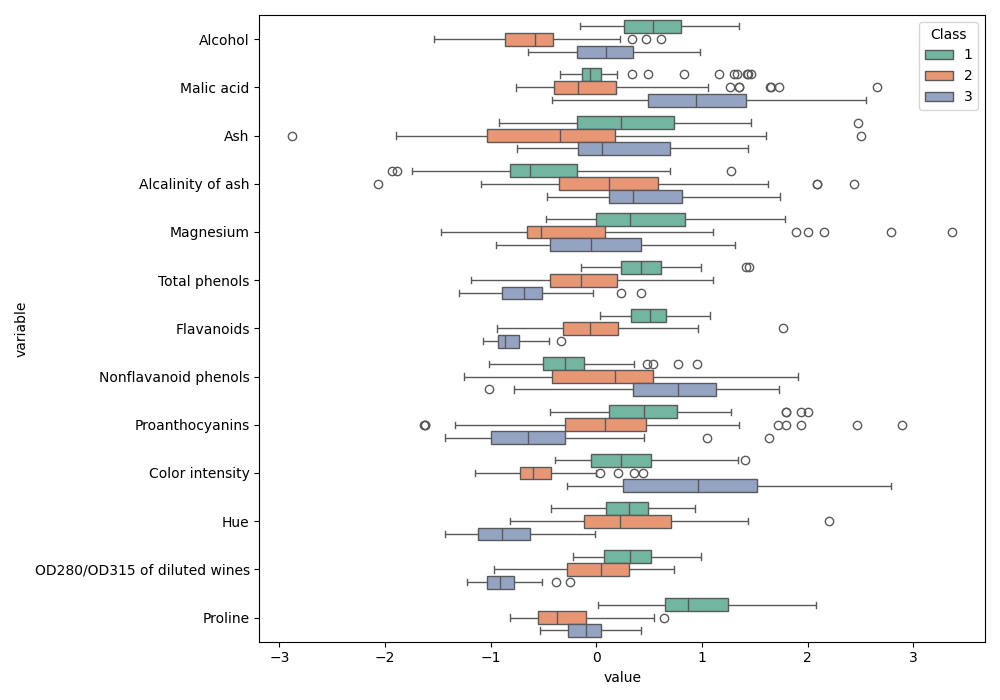 Class
1
2
3
Alcohol
Malic acid
Ash
Alcalinity of ash
Magnesium
Total phenols
Flavanoids
Nonflavanoid phenols
Proanthocyanins
Color intensity
Hue
OD280/OD315 of diluted wines
Proline
variable
−3 −2 −1 0 1 2 3
value